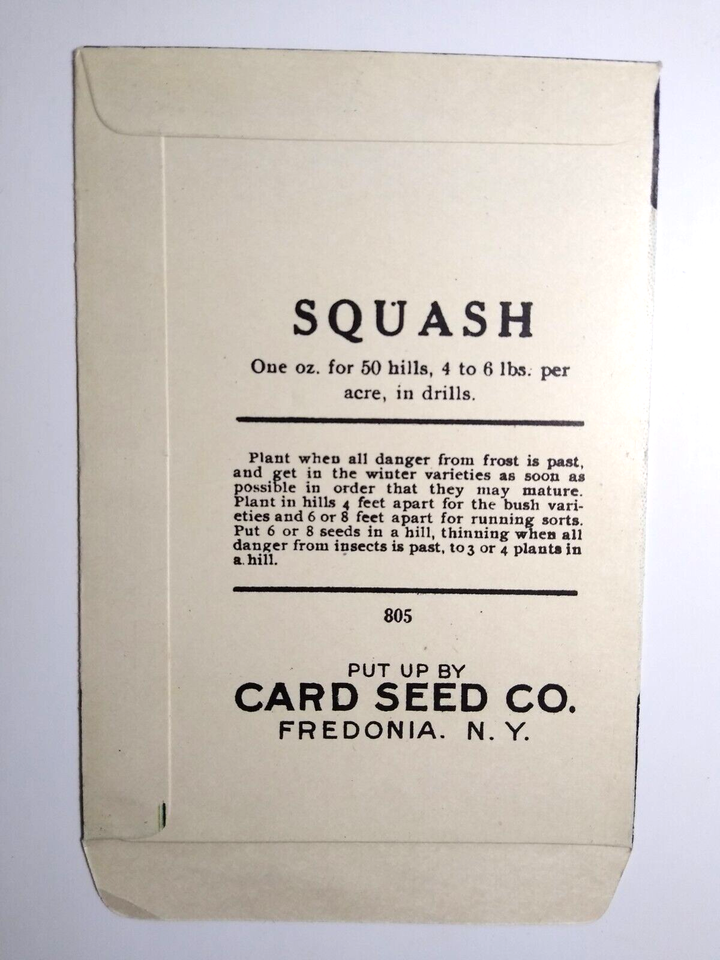 SQUASH
One oz. for 50 hills, 4 to 6 lbs. per
acre, in drills.
Plant when all danger from frost is past,
and get in the winter varieties as soon as
possible in order that they may mature.
Plant in hills 4 feet apart for the bush vari-
eties and 6 or 8 feet apart for running sorts.
Put 6 or 8 seeds in a hill, thinning when all
danger from insects is past, to 3 or 4 plants in
a hill.
805
PUT UP BY
CARD SEED CO.
FREDONIA. N. Y.